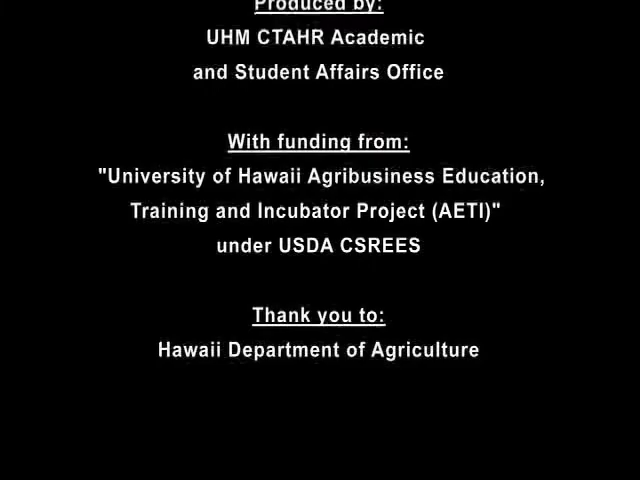 Produced by:
UHM CTAHR Academic
and Student Affairs Office
With funding from:
"University of Hawaii Agribusiness Education,
Training and Incubator Project (AETI)"
under USDA CSREES
Thank you to:
Hawaii Department of Agriculture